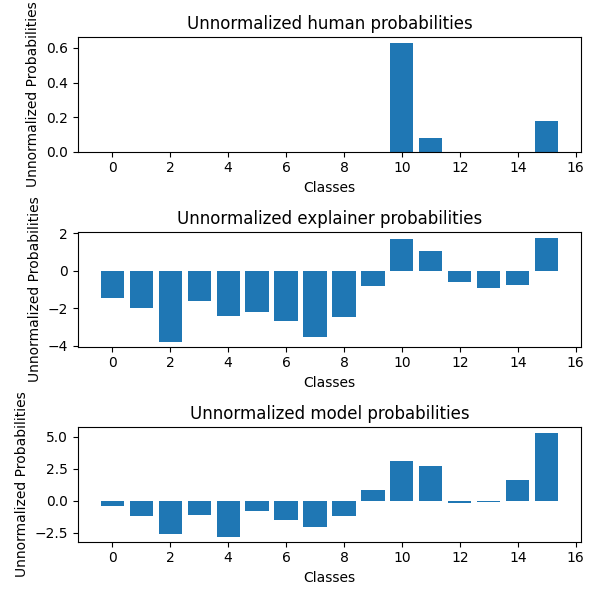 Unnormalized human probabilities
Unnormalized Probabilities
0.6
0.4
0.2
0.0
0 2 4 6 8 10 12 14 16
Classes
Unnormalized explainer probabilities
Unnormalized Probabilities
2
0
−2
−4
0 2 4 6 8 10 12 14 16
Classes
Unnormalized model probabilities
Unnormalized Probabilities
5.0
2.5
0.0
−2.5
0 2 4 6 8 10 12 14 16
Classes